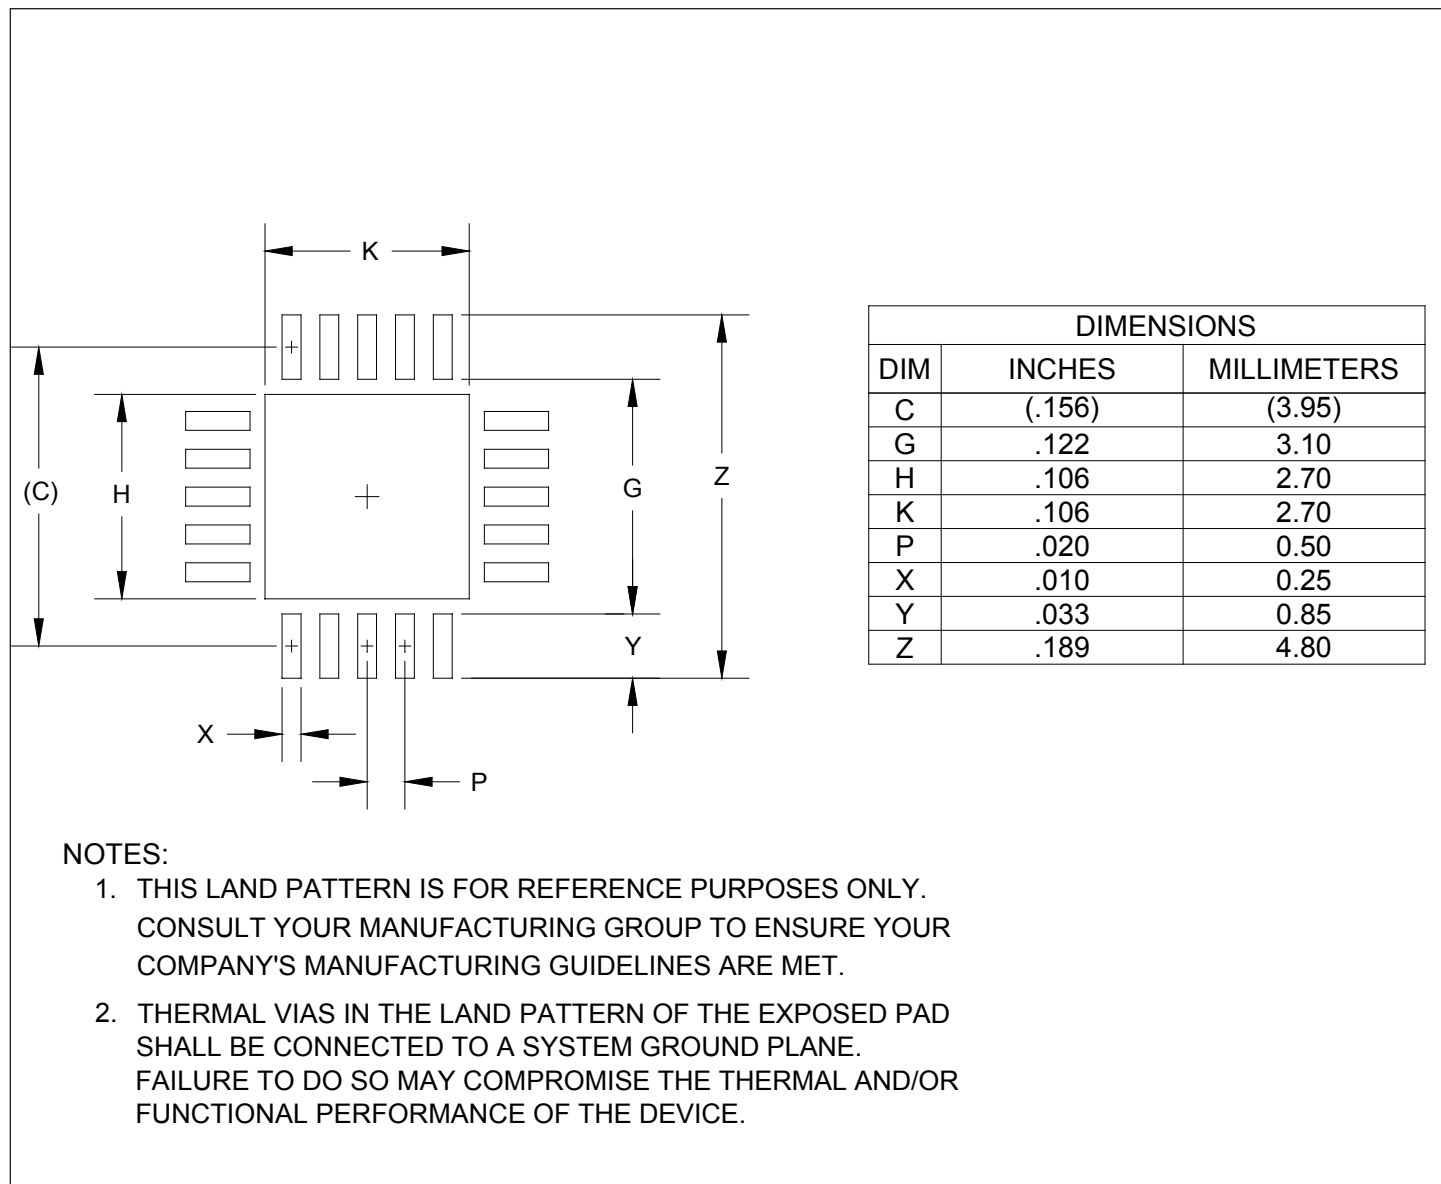 K
(C)
H
G
Z
Y
X
P
DIMENSIONS
DIM INCHES MILLIMETERS
C (.156) (3.95)
G .122 3.10
H .106 2.70
K .106 2.70
P .020 0.50
X .010 0.25
Y .033 0.85
Z .189 4.80
NOTES:
1. THIS LAND PATTERN IS FOR REFERENCE PURPOSES ONLY.
CONSULT YOUR MANUFACTURING GROUP TO ENSURE YOUR
COMPANY'S MANUFACTURING GUIDELINES ARE MET.
2. THERMAL VIAS IN THE LAND PATTERN OF THE EXPOSED PAD
SHALL BE CONNECTED TO A SYSTEM GROUND PLANE.
FAILURE TO DO SO MAY COMPROMISE THE THERMAL AND/OR
FUNCTIONAL PERFORMANCE OF THE DEVICE.